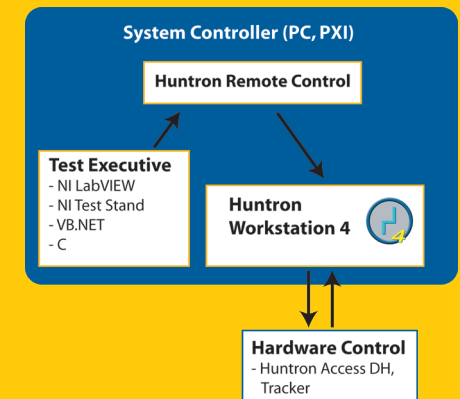 System Controller (PC, PXI)
Huntron Remote Control
Test Executive
- NI LabVIEW
- NI Test Stand
- VB.NET
- C
Huntron
Workstation 4
4
Hardware Control
- Huntron Access DH,
Tracker